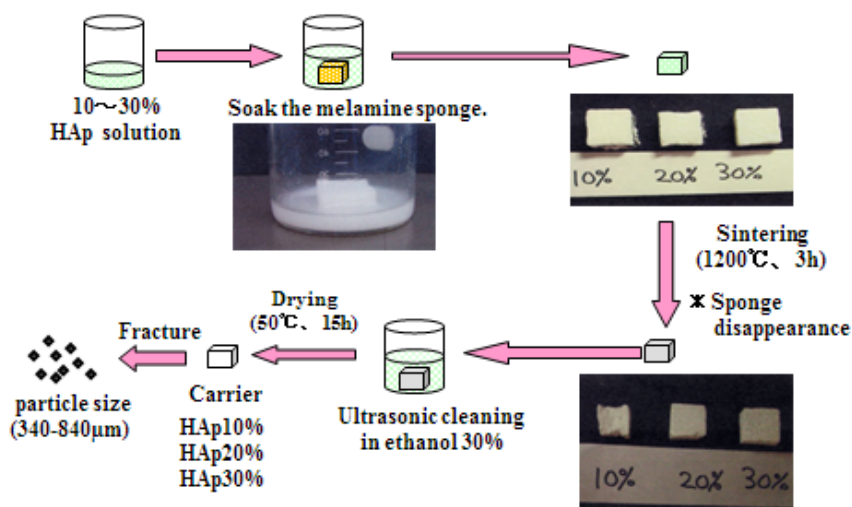 10～30%
HAp solution
Soak the melamine sponge.
10% 20% 30%
Sintering
(1200℃、3h)
* Sponge
disappearance
10% 20% 30%
Ultrasonic cleaning
in ethanol 30%
Drying
(50℃、15h)
Carrier
HAp10%
HAp20%
HAp30%
Fracture
particle size
(340-840μm)